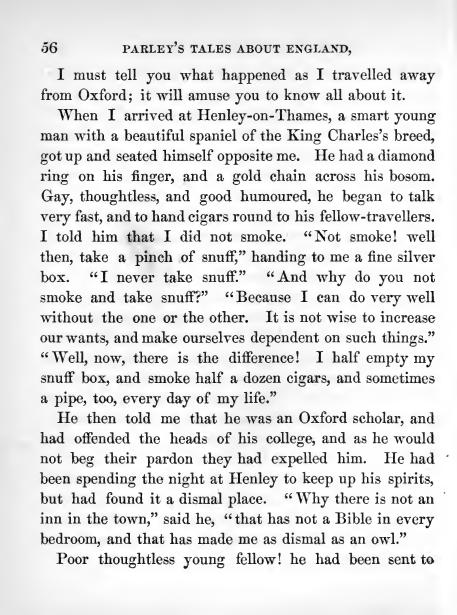 56 PARLEY'S TALES ABOUT ENGLAND,
I must tell you what happened as I travelled away
from Oxford; it will amuse you to know all about it.
When I arrived at Henley-on-Thames, a smart young
man with a beautiful spaniel of the King Charles's breed,
got up and seated himself opposite me. He had a diamond
ring on his finger, and a gold chain across his bosom.
Gay, thoughtless, and good humoured, he began to talk
very fast, and to hand cigars round to his fellow-travellers.
I told him that I did not smoke. "Not smoke! well
then, take a pinch of snuff," handing to me a fine silver
box. "I never take snuff." "And why do you not
smoke and take snuff?" "Because I can do very well
without the one or the other. It is not wise to increase
our wants, and make ourselves dependent on such things."
"Well, now, there is the difference! I half empty my
snuff box, and smoke half a dozen cigars, and sometimes
a pipe, too, every day of my life."
He then told me that he was an Oxford scholar, and
had offended the heads of his college, and as he would
not beg their pardon they had expelled him. He had
been spending the night at Henley to keep up his spirits,
but had found it a dismal place. "Why there is not an
inn in the town," said he, "that has not a Bible in every
bedroom, and that has made me as dismal as an owl."
Poor thoughtless young fellow! he had been sent to